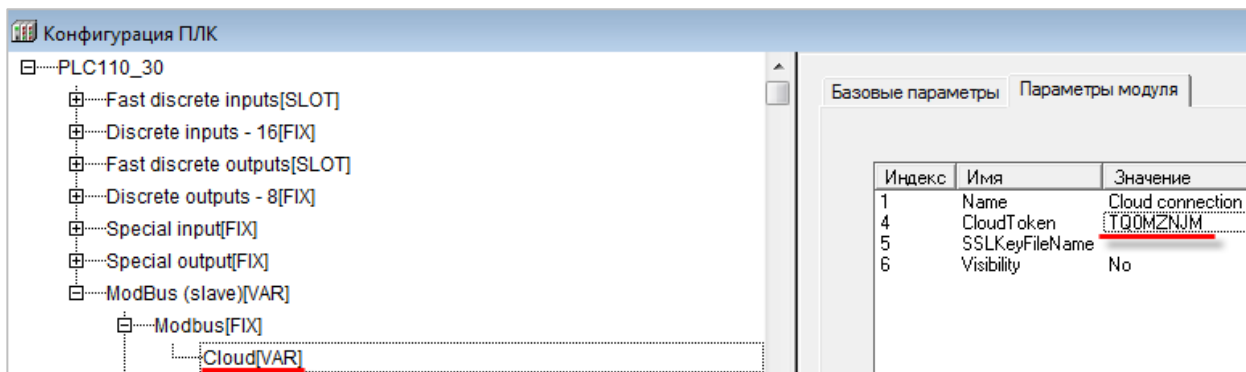 Конфигурация ПЛК
PLC110_30
Fast discrete inputs[SLOT]
Discrete inputs - 16[FIX]
Fast discrete outputs[SLOT]
Discrete outputs - 8[FIX]
Special input[FIX]
Special output[FIX]
ModBus (slave)[VAR]
Modbus[FIX]
Cloud[VAR]
Базовые параметры Параметры модуля
Индекс Имя Значение
1 Name Cloud connection
4 CloudToken TQ0MZNJM
5 SSLKeyFileName
6 Visibility No